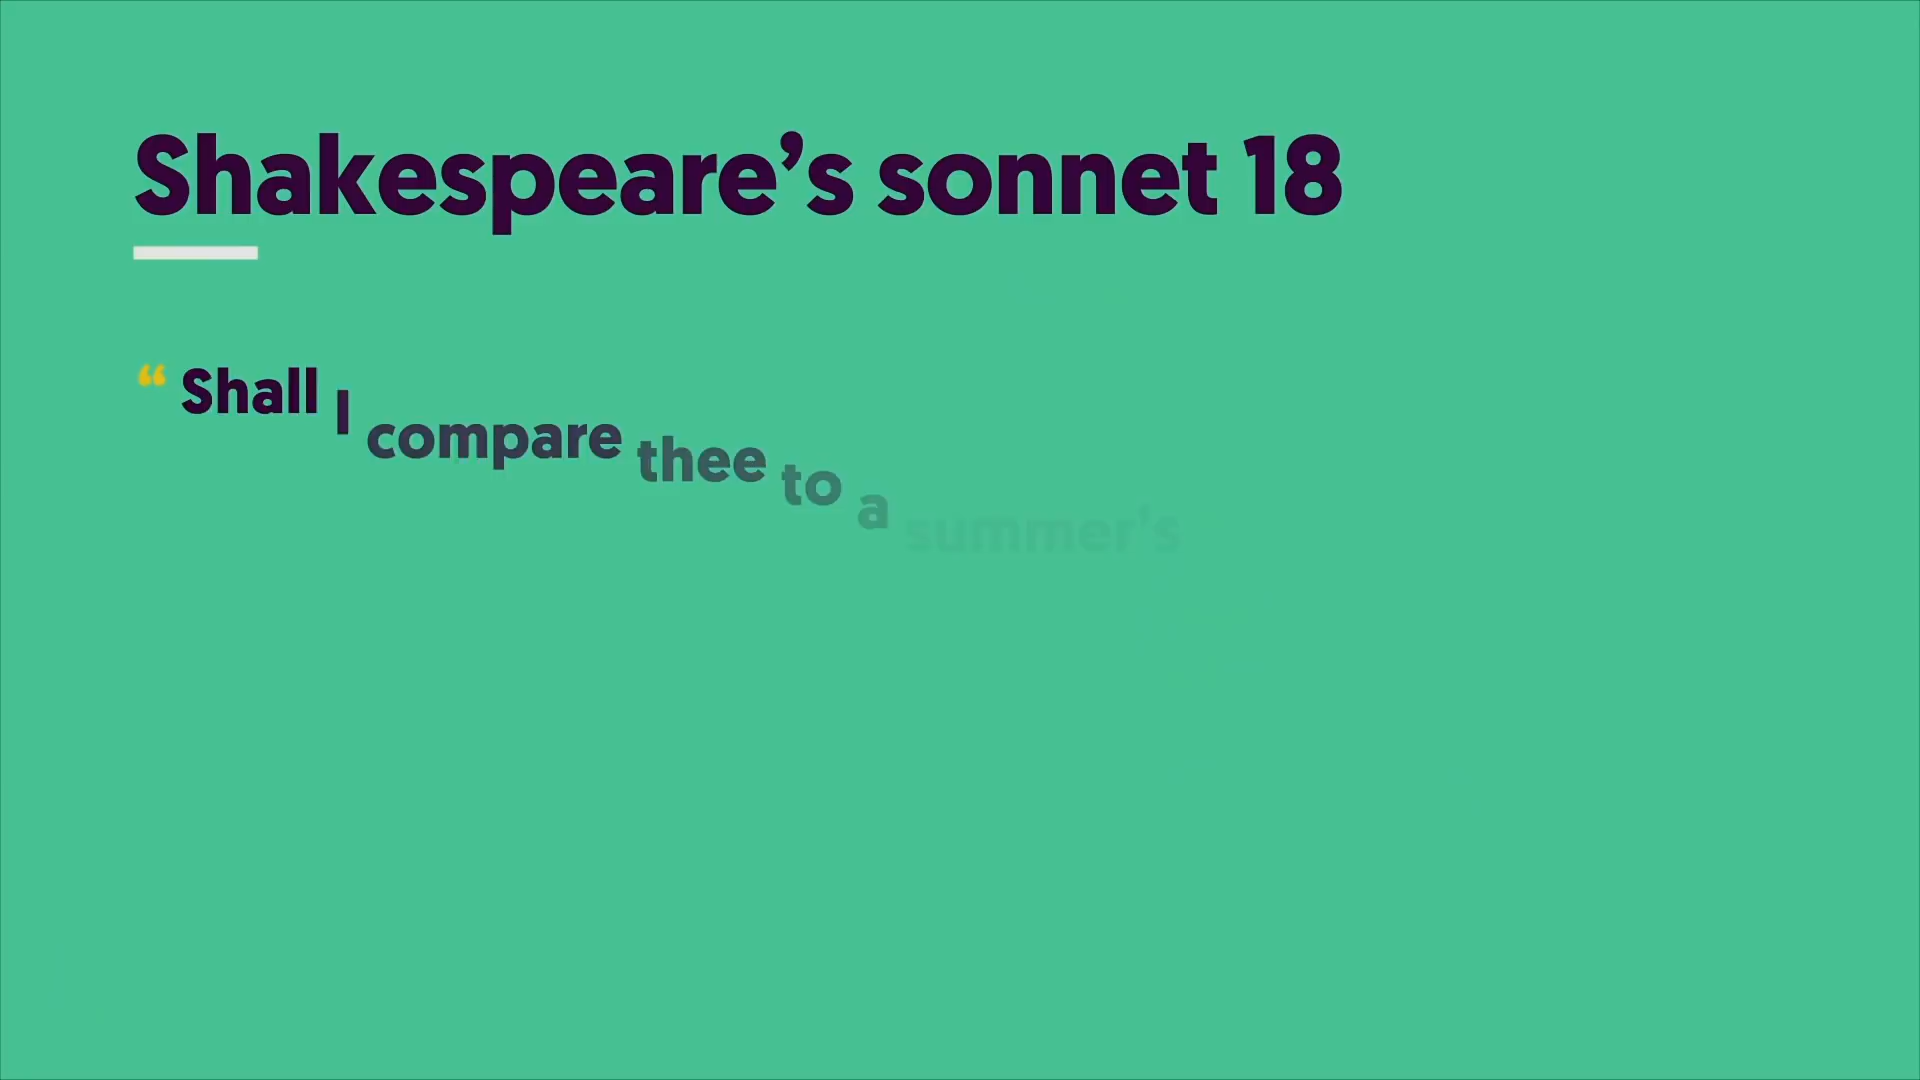 Shakespeare’s sonnet 18
“ Shall I compare thee to a summer's